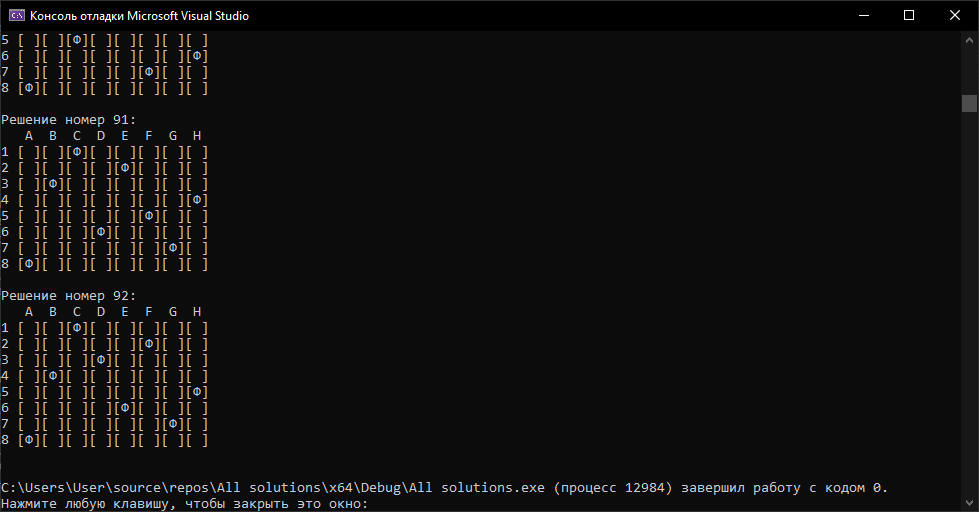 Консоль отладки Microsoft Visual Studio
5 [ ][ ][Ф][ ][ ][ ][ ][ ]
6 [ ][ ][ ][ ][ ][ ][ ][Ф]
7 [ ][ ][ ][ ][ ][Ф][ ][ ]
8 [Ф][ ][ ][ ][ ][ ][ ][ ]
Решение номер 91:
A B C D E F G H
1 [ ][ ][Ф][ ][ ][ ][ ][ ]
2 [ ][ ][ ][ ][Ф][ ][ ][ ]
3 [ ][Ф][ ][ ][ ][ ][ ][ ]
4 [ ][ ][ ][ ][ ][ ][ ][Ф]
5 [ ][ ][ ][ ][ ][Ф][ ][ ]
6 [ ][ ][ ][Ф][ ][ ][ ][ ]
7 [ ][ ][ ][ ][ ][ ][Ф][ ]
8 [Ф][ ][ ][ ][ ][ ][ ][ ]
Решение номер 92:
A B C D E F G H
1 [ ][ ][Ф][ ][ ][ ][ ][ ]
2 [ ][ ][ ][ ][ ][Ф][ ][ ]
3 [ ][ ][ ][Ф][ ][ ][ ][ ]
4 [ ][Ф][ ][ ][ ][ ][ ][ ]
5 [ ][ ][ ][ ][ ][ ][ ][Ф]
6 [ ][ ][ ][ ][Ф][ ][ ][ ]
7 [ ][ ][ ][ ][ ][ ][Ф][ ]
8 [Ф][ ][ ][ ][ ][ ][ ][ ]
C:\Users\User\source\repos\All solutions\x64\Debug\All solutions.exe (процесс 12984) завершил работу с кодом 0.
Нажмите любую клавишу, чтобы закрыть это окно: